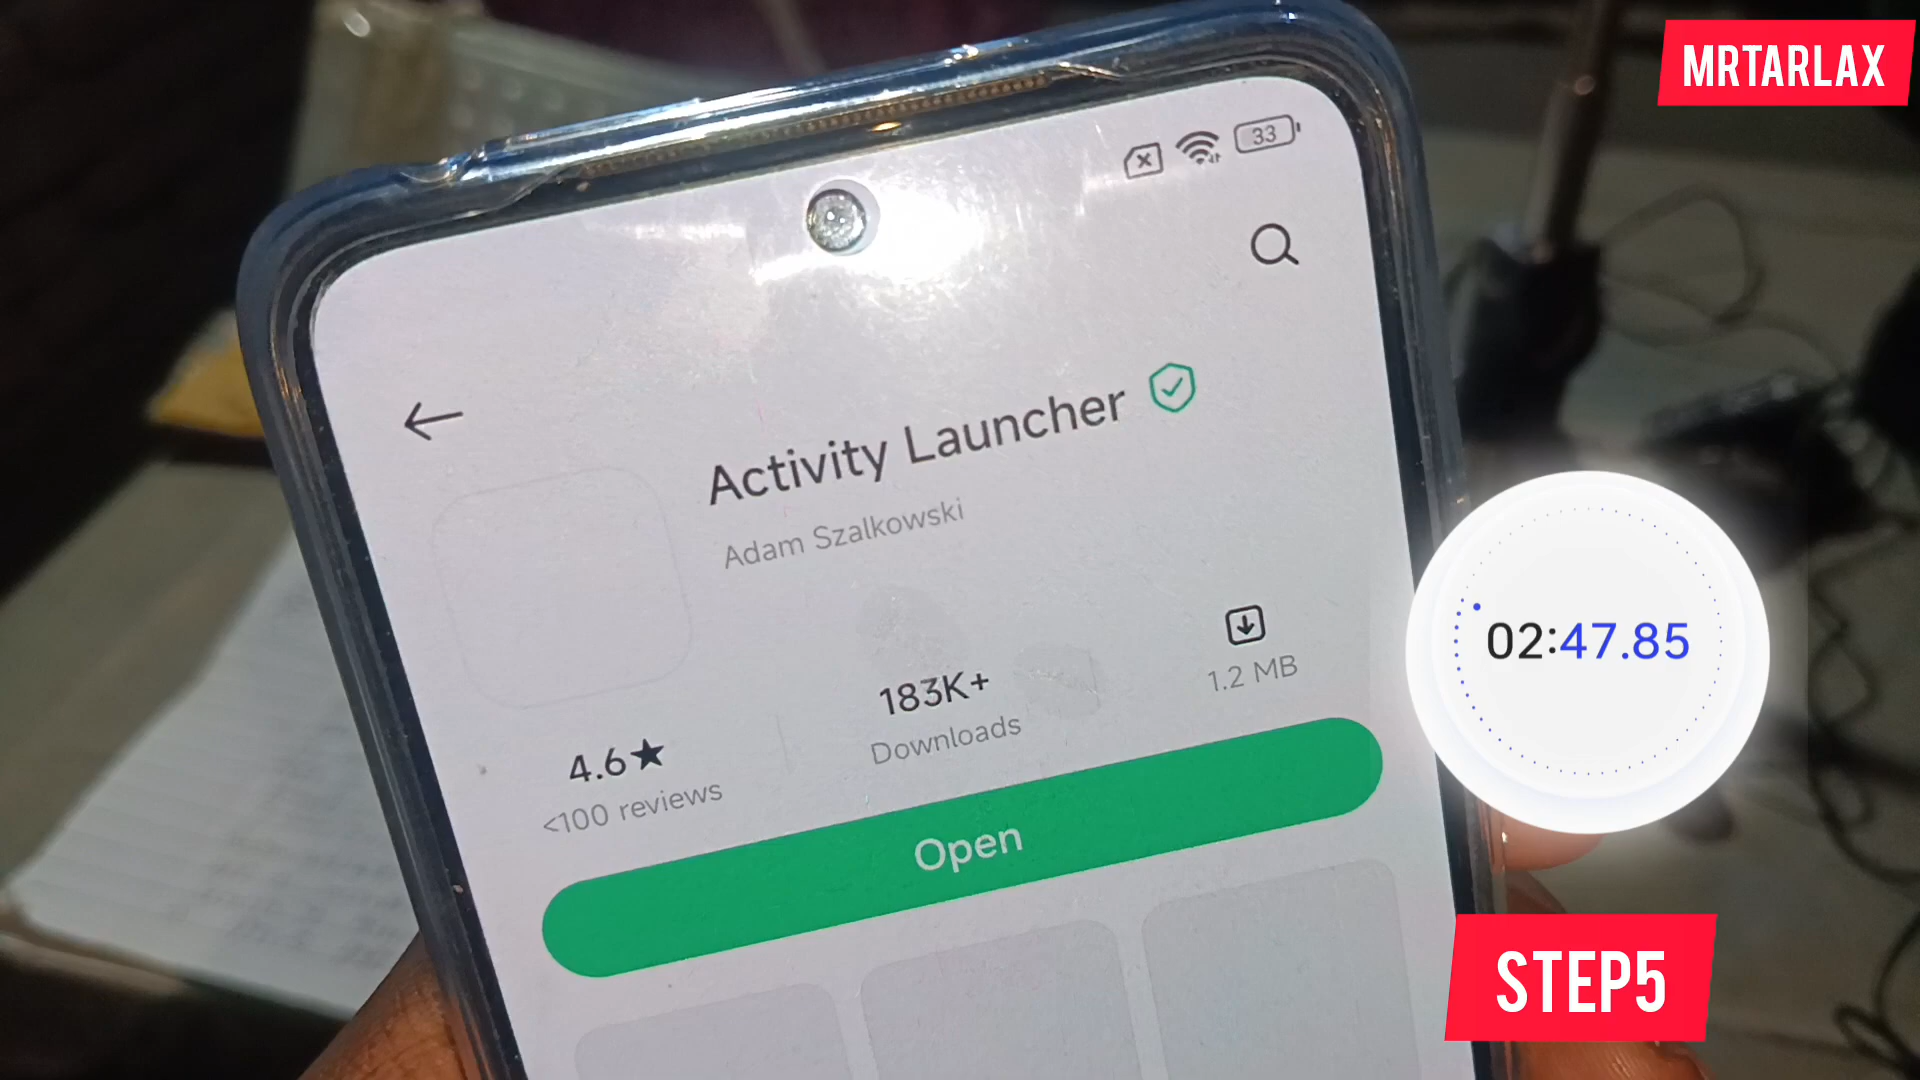 MRTARLAX
33
Activity Launcher
Adam Szalkowski
4.6★
<100 reviews
183K+
Downloads
1.2 MB
Open
02:47.85
STEP5